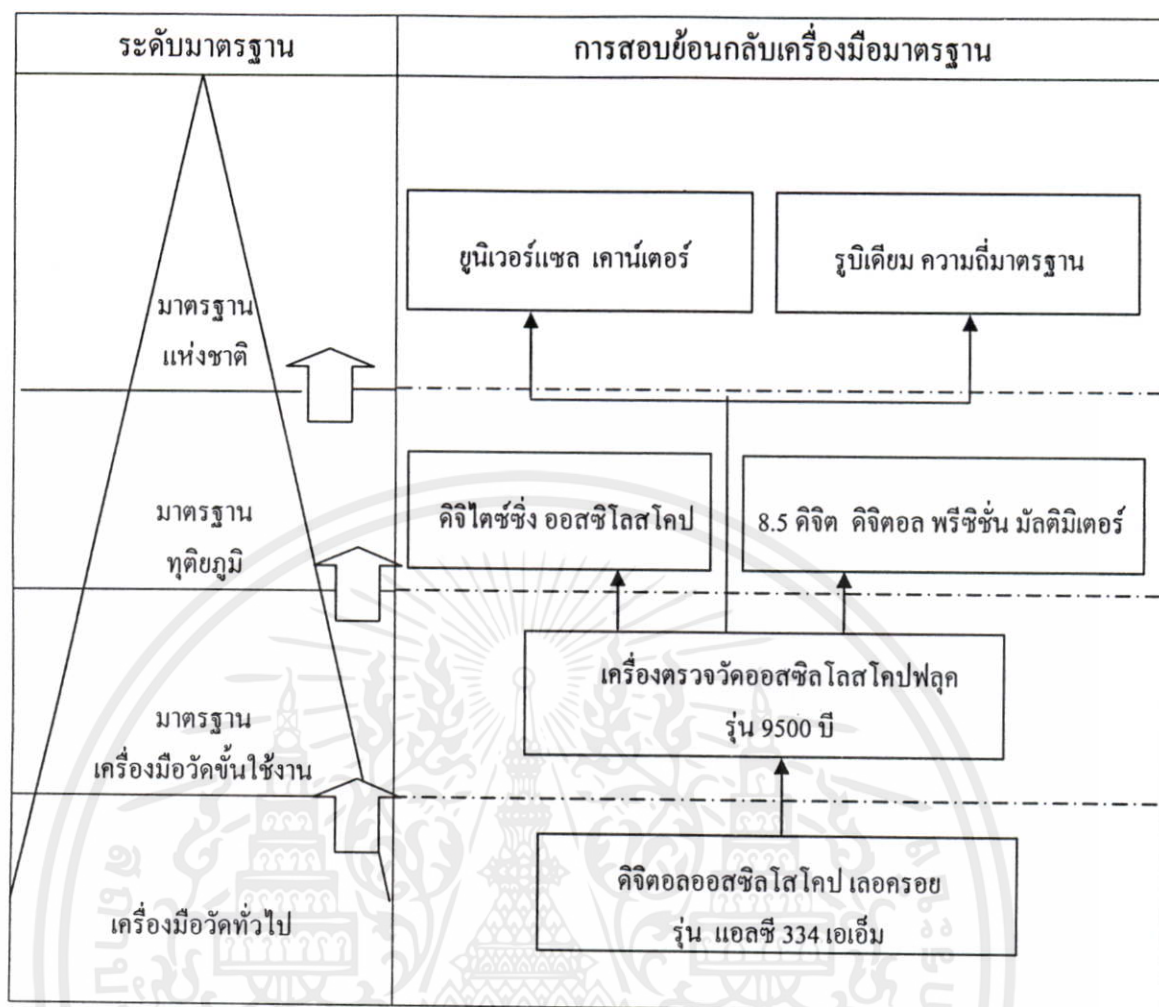 ระดับมาตรฐาน
การสอบย้อนกลับเครื่องมือมาตรฐาน
ยูนิเวอร์แซล เคาน์เตอร์
รูบิเดียม ความถี่มาตรฐาน
มาตรฐาน
แห่งชาติ
ดิจิไตซ์ซิ่ง ออสซิโลสโคป
8.5 ดิจิต ดิจิตอล พรีซิชั่น มัลติมิเตอร์
มาตรฐาน
ทุติยภูมิ
เครื่องตรวจวัดออสซิลโลสโคปฟลุค
รุ่น 9500 บี
มาตรฐาน
เครื่องมือวัดขั้นใช้งาน
ดิจิตอลออสซิลโสโคป เลอครอย
รุ่น แอลซี 334 เอเอ็ม
เครื่องมือวัดทั่วไป